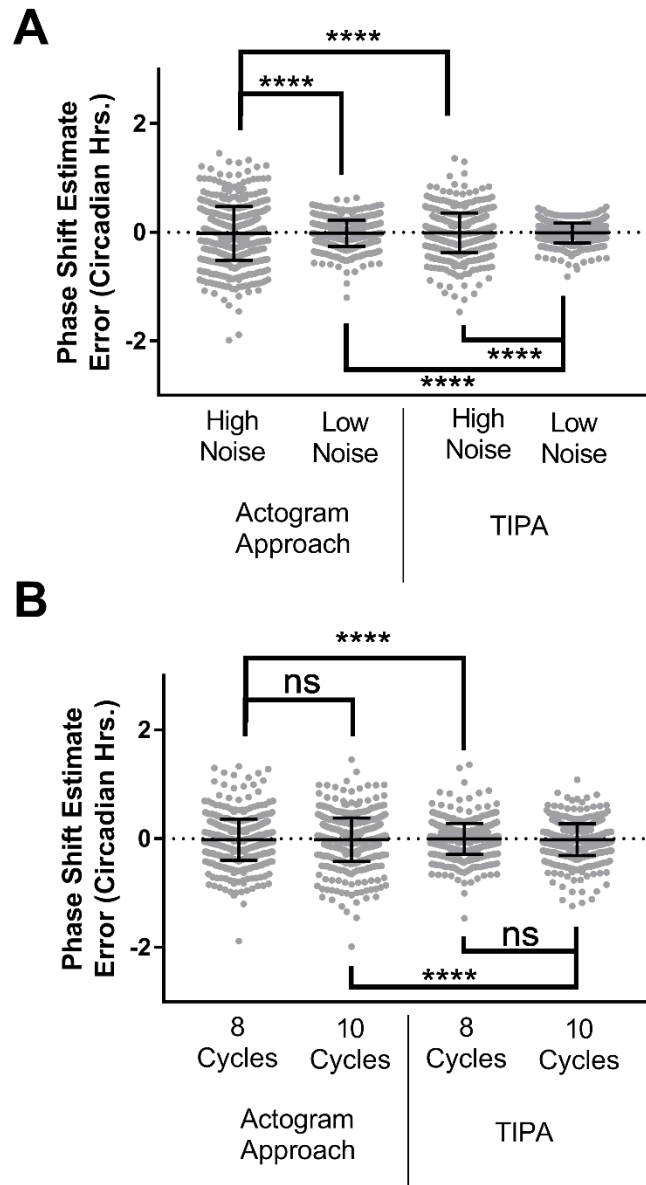 A
****
****
Phase Shift Estimate
Error (Circadian Hrs.)
2
0
-2
****
****
High
Noise
Low
Noise
High
Noise
Low
Noise
Actogram
Approach
TIPA
B
****
ns
Phase Shift Estimate
Error (Circadian Hrs.)
2
0
-2
ns
****
8
Cycles
10
Cycles
8
Cycles
10
Cycles
Actogram
Approach
TIPA